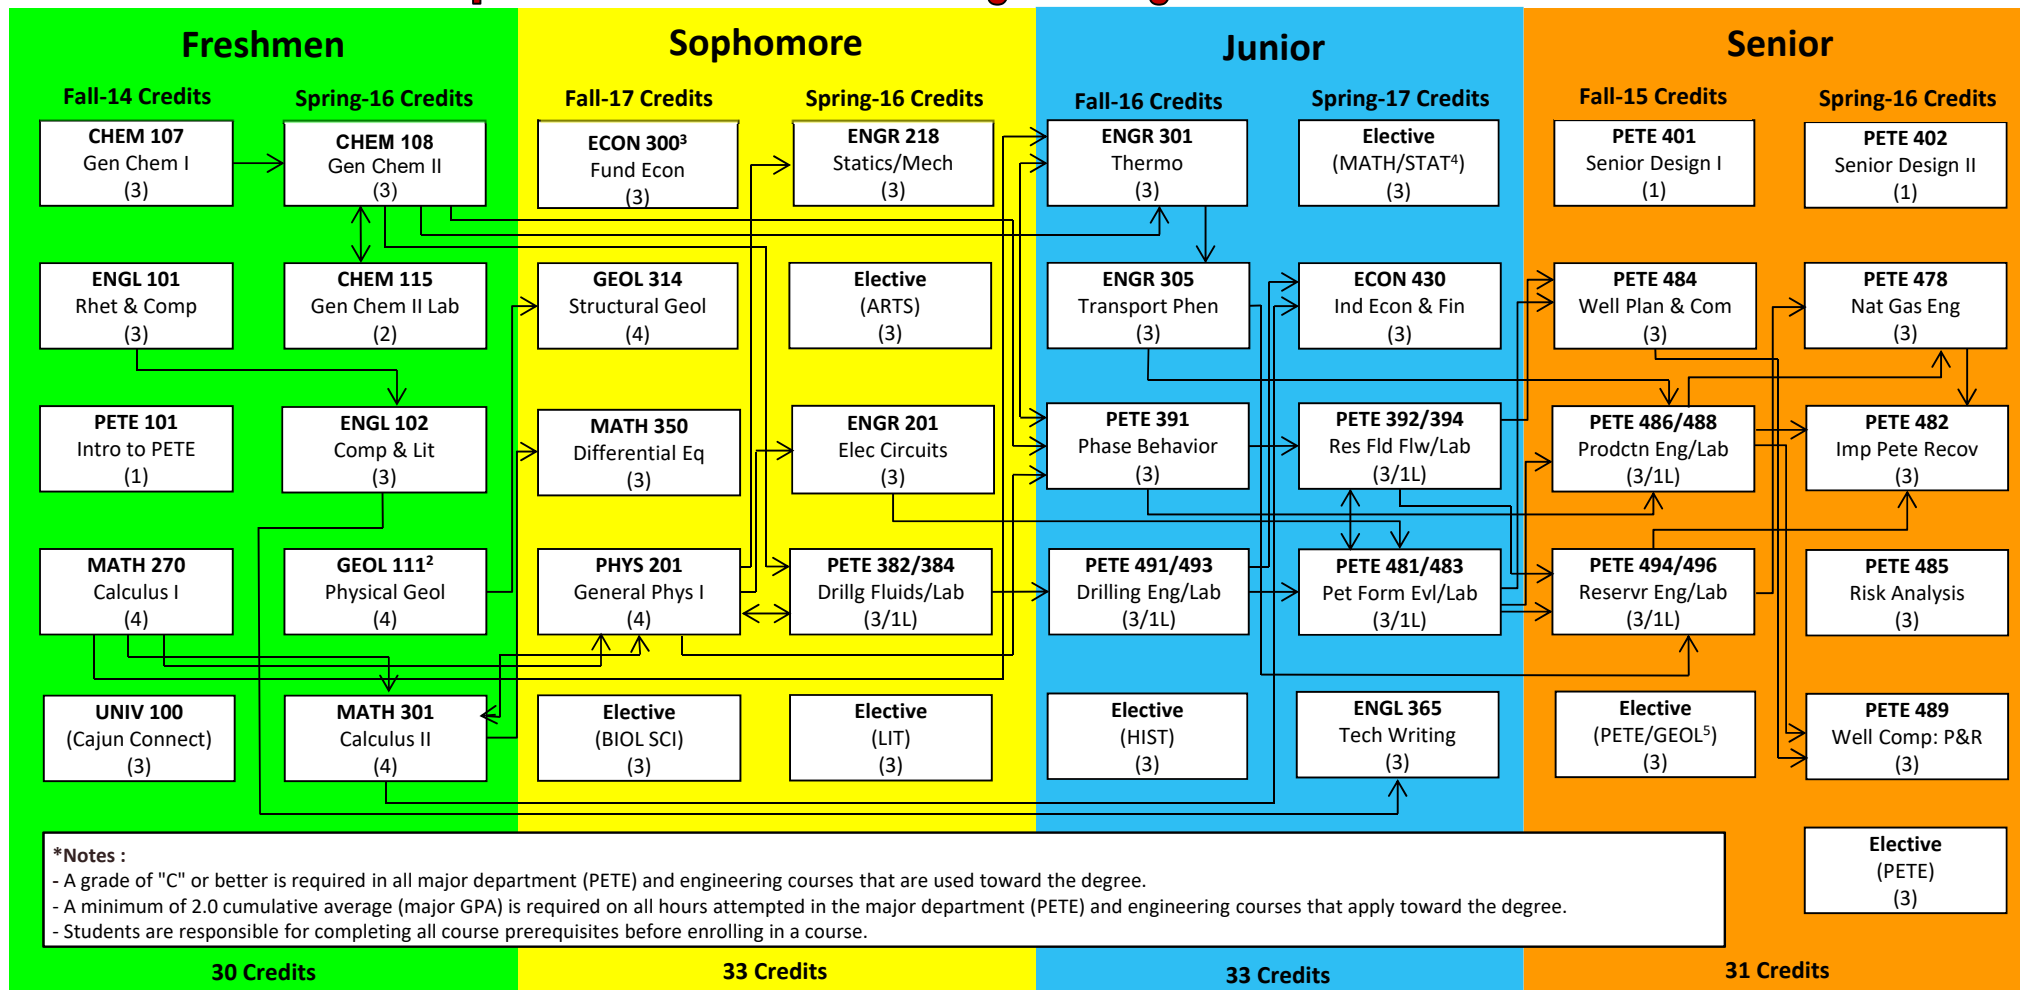 Freshmen
Fall-14 Credits
Spring-16 Credits
CHEM 107
Gen Chem I
(3)
CHEM 108
Gen Chem II
(3)
ENGL 101
Rhet & Comp
(3)
CHEM 115
Gen Chem II Lab
(2)
PETE 101
Intro to PETE
(1)
ENGL 102
Comp & Lit
(3)
MATH 270
Calculus I
(4)
GEOL 111²
Physical Geol
(4)
UNIV 100
(Cajun Connect)
(3)
MATH 301
Calculus II
(4)
Sophomore
Fall-17 Credits
Spring-16 Credits
ECON 300³
Fund Econ
(3)
ENGR 218
Statics/Mech
(3)
GEOL 314
Structural Geol
(4)
Elective
(ARTS)
(3)
MATH 350
Differential Eq
(3)
ENGR 201
Elec Circuits
(3)
PHYS 201
General Phys I
(4)
PETE 382/384
Drillg Fluids/Lab
(3/1L)
Elective
(BIOL SCI)
(3)
Elective
(LIT)
(3)
Junior
Fall-16 Credits
Spring-17 Credits
ENGR 301
Thermo
(3)
Elective
(MATH/STAT⁴)
(3)
ENGR 305
Transport Phen
(3)
ECON 430
Ind Econ & Fin
(3)
PETE 391
Phase Behavior
(3)
PETE 392/394
Res Fld Flw/Lab
(3/1L)
PETE 491/493
Drilling Eng/Lab
(3/1L)
PETE 481/483
Pet Form Evl/Lab
(3/1L)
Elective
(HIST)
(3)
ENGL 365
Tech Writing
(3)
Senior
Fall-15 Credits
Spring-16 Credits
PETE 401
Senior Design I
(1)
PETE 402
Senior Design II
(1)
PETE 484
Well Plan & Com
(3)
PETE 478
Nat Gas Eng
(3)
PETE 486/488
Prodctn Eng/Lab
(3/1L)
PETE 482
Imp Pete Recov
(3)
PETE 494/496
Reservr Eng/Lab
(3/1L)
PETE 485
Risk Analysis
(3)
Elective
(PETE/GEOL⁵)
(3)
PETE 489
Well Comp: P&R
(3)
Elective
(PETE)
(3)
*Notes :
- A grade of "C" or better is required in all major department (PETE) and engineering courses that are used toward the degree.
- A minimum of 2.0 cumulative average (major GPA) is required on all hours attempted in the major department (PETE) and engineering courses that apply toward the degree.
- Students are responsible for completing all course prerequisites before enrolling in a course.
30 Credits
33 Credits
33 Credits
31 Credits